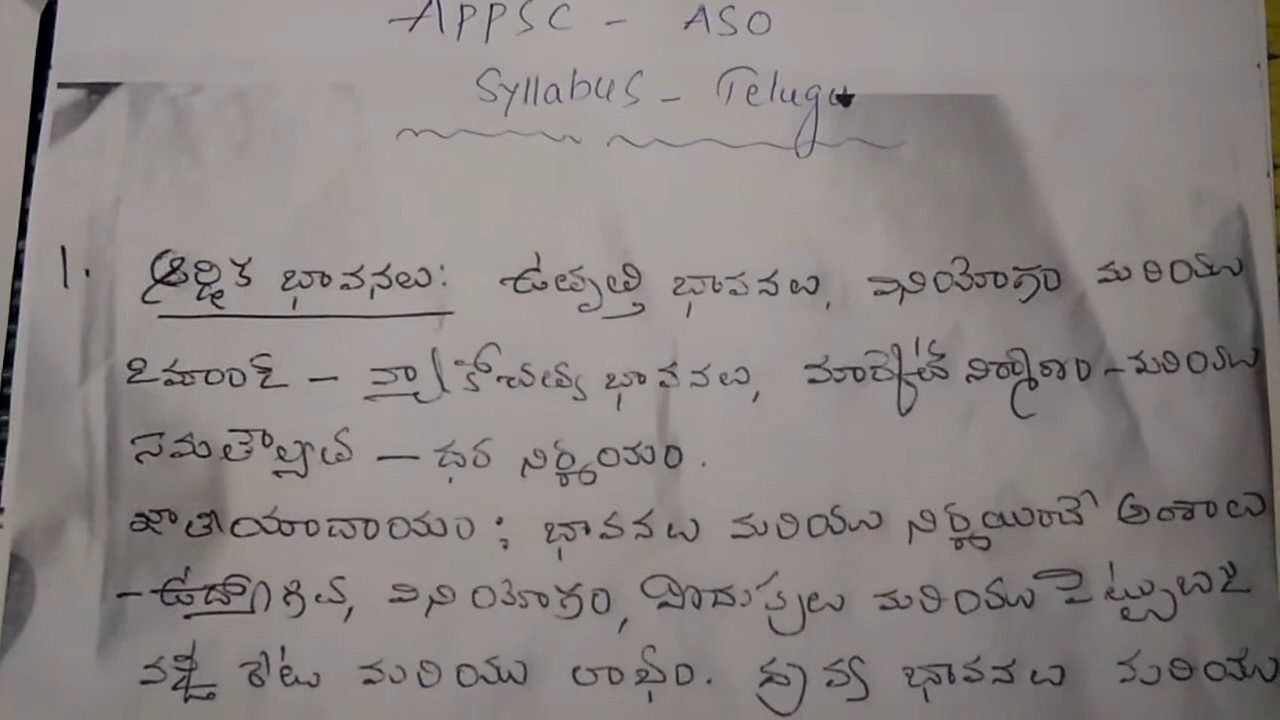 APPSC - ASO
Syllabus - Telugu
1. ఆర్థిక భావనలు: ఉత్పత్తి భావనలు, వినియోగం మరియు
డిమాండ్ - వ్యాకోచత్వ భావనలు, మార్కెట్ నిర్మాణం - మరియు
సమతౌల్యత - ధర నిర్ణయం.
జాతీయాదాయం : భావనలు మరియు నిర్ణయించే అంశాలు
- ఉద్యోగిత, వినియోగం, పొదుపులు మరియు పెట్టుబడి
వడ్డీ రేటు మరియు లాభం. ద్రవ్య భావనలు మరియు